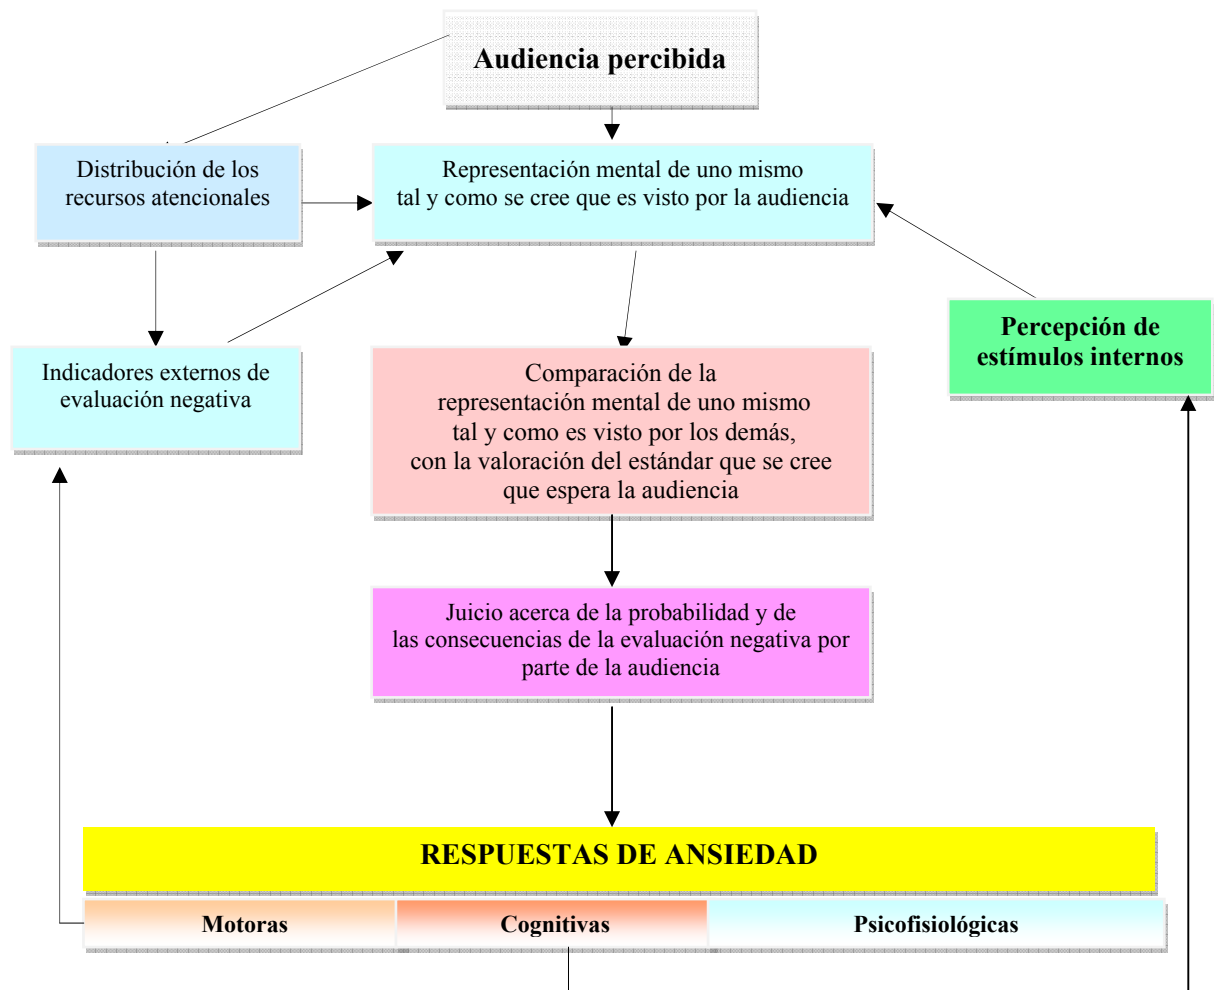 Audiencia percibida
Distribución de los
recursos atencionales
Representación mental de uno mismo
tal y como se cree que es visto por la audiencia
Percepción de
estímulos internos
Indicadores externos de
evaluación negativa
Comparación de la
representación mental de uno mismo
tal y como es visto por los demás,
con la valoración del estándar que se cree
que espera la audiencia
Juicio acerca de la probabilidad y de
las consecuencias de la evaluación negativa por
parte de la audiencia
RESPUESTAS DE ANSIEDAD
Motoras
Cognitivas
Psicofisiológicas